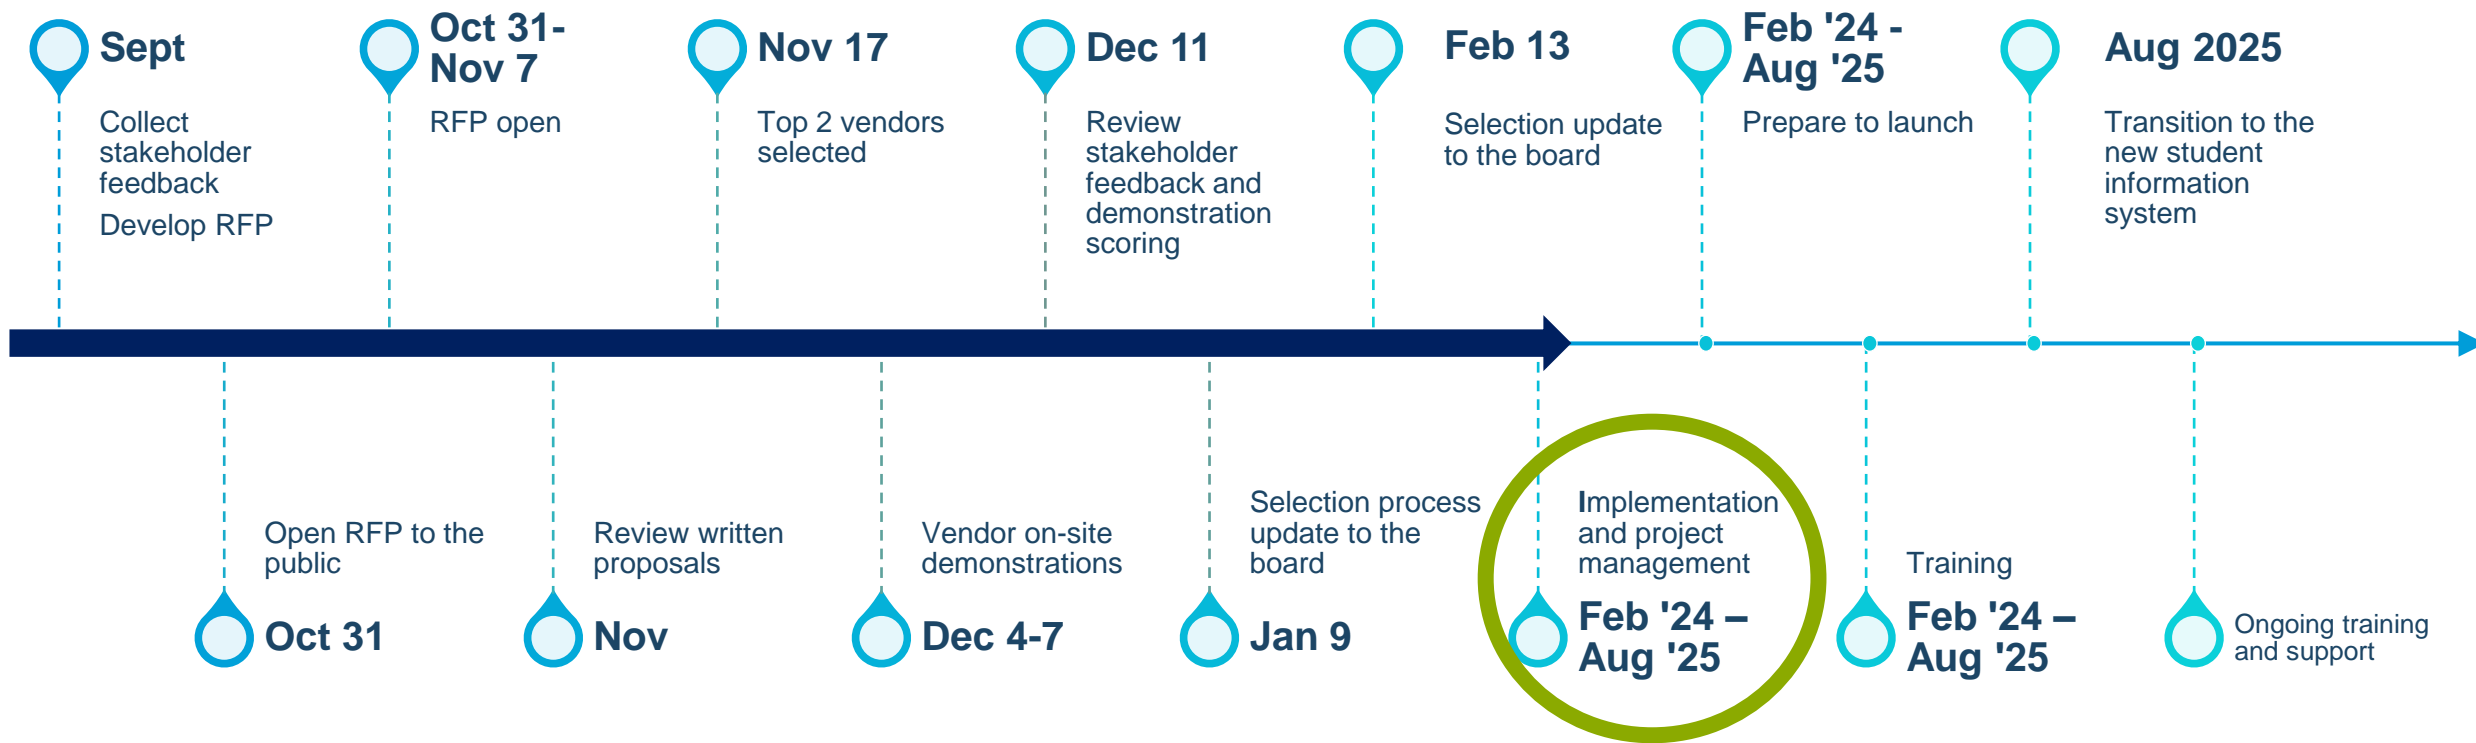 Sept
Collect
stakeholder
feedback
Develop RFP
Oct 31-
Nov 7
RFP open
Nov 17
Top 2 vendors
selected
Dec 11
Review
stakeholder
feedback and
demonstration
scoring
Feb 13
Selection update
to the board
Feb '24 -
Aug '25
Prepare to launch
Aug 2025
Transition to the
new student
information
system
Open RFP to the
public
Oct 31
Review written
proposals
Nov
Vendor on-site
demonstrations
Dec 4-7
Selection process
update to the
board
Jan 9
Implementation
and project
management
Feb '24 –
Aug '25
Training
Feb '24 –
Aug '25
Ongoing training
and support